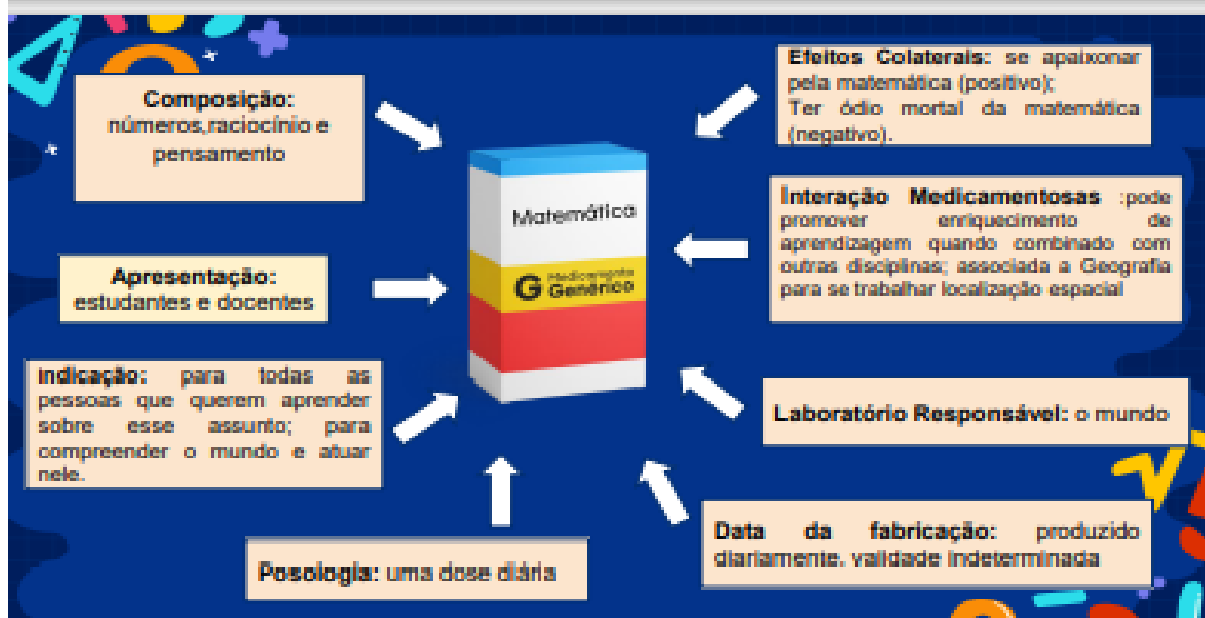 Composição:
números,raciocínio e
pensamento
Apresentação:
estudantes e docentes
Indicação: para todas as
pessoas que querem aprender
sobre esse assunto; para
compreender o mundo e atuar
nele.
Posologia: uma dose diária
Matemática
G Medicamento
Genérico
Efeitos Colaterais: se apaixonar
pela matemática (positivo);
Ter ódio mortal da matemática
(negativo).
Interação Medicamentosas :pode
promover enriquecimento de
aprendizagem quando combinado com
outras disciplinas; associada a Geografia
para se trabalhar localização espacial
Laboratório Responsável: o mundo
Data da fabricação: produzido
diariamente. validade indeterminada